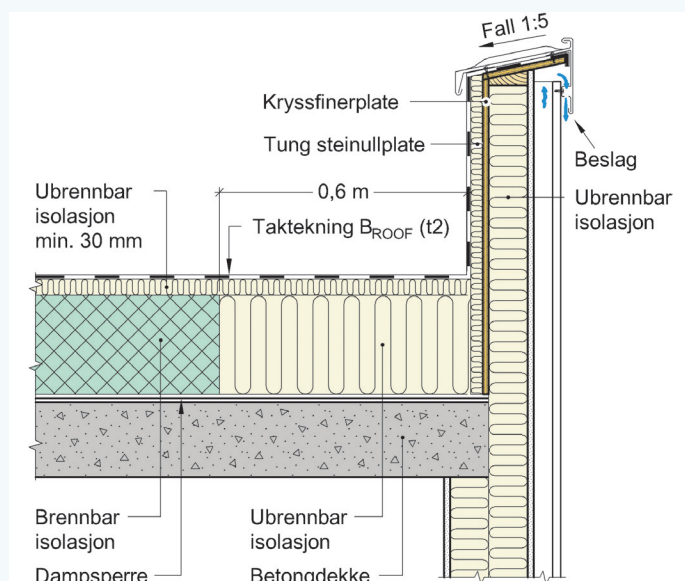 Fall 1:5
Kryssfinerplate
Tung steinullplate
Beslag
Ubrennbar
isolasjon
min. 30 mm
0,6 m
Ubrennbar
isolasjon
Taktekning BROOF (t2)
Brennbar
isolasjon
Ubrennbar
isolasjon
Dampsperre
Betongdekke